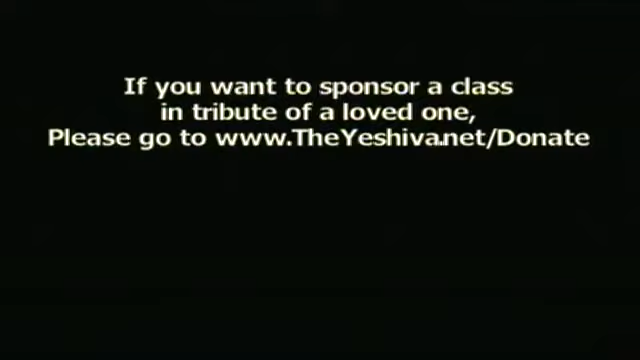 If you want to sponsor a class
in tribute of a loved one,
Please go to www.TheYeshiva.net/Donate